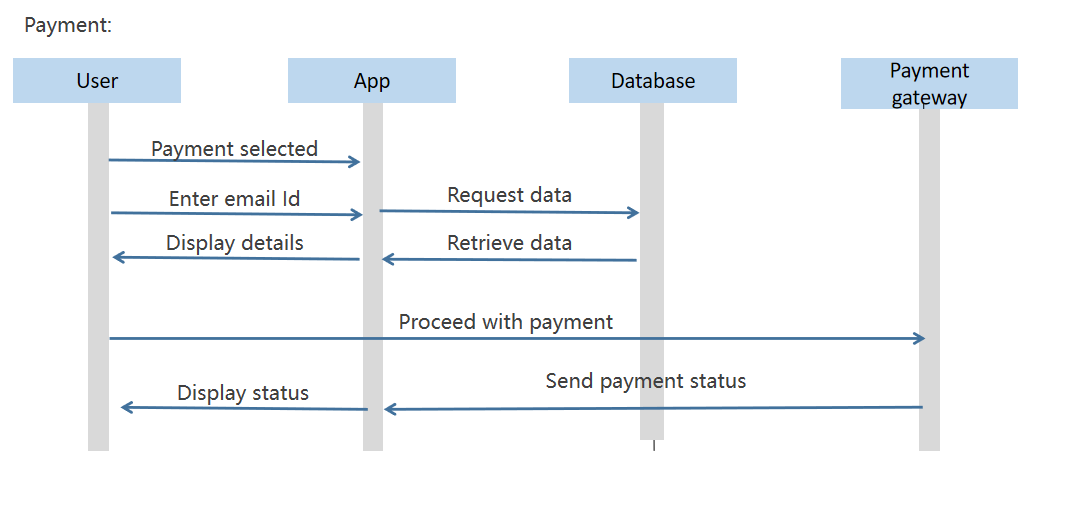 Payment:
User
App
Database
Payment
gateway
Payment selected
Enter email Id
Request data
Display details
Retrieve data
Proceed with payment
Send payment status
Display status